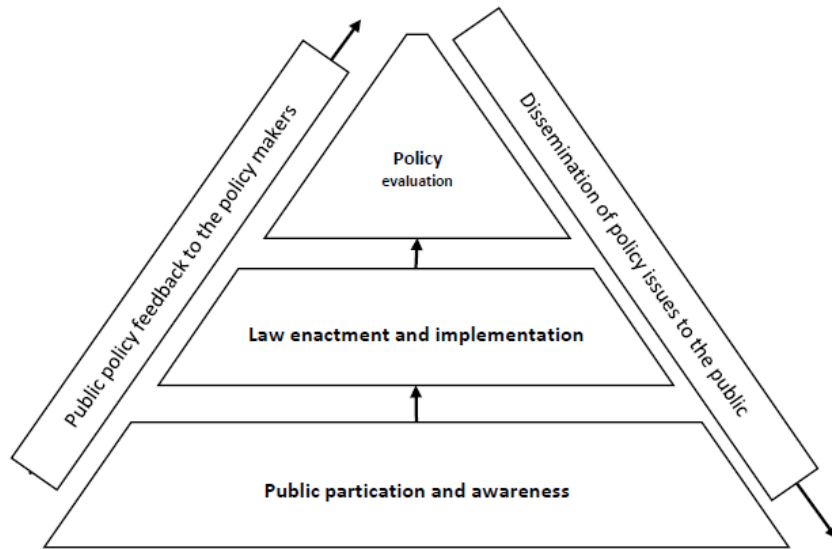 Public policy feedback to the policy makers
Dissemination of policy issues to the public
Policy
evaluation
Law enactment and implementation
Public partication and awareness